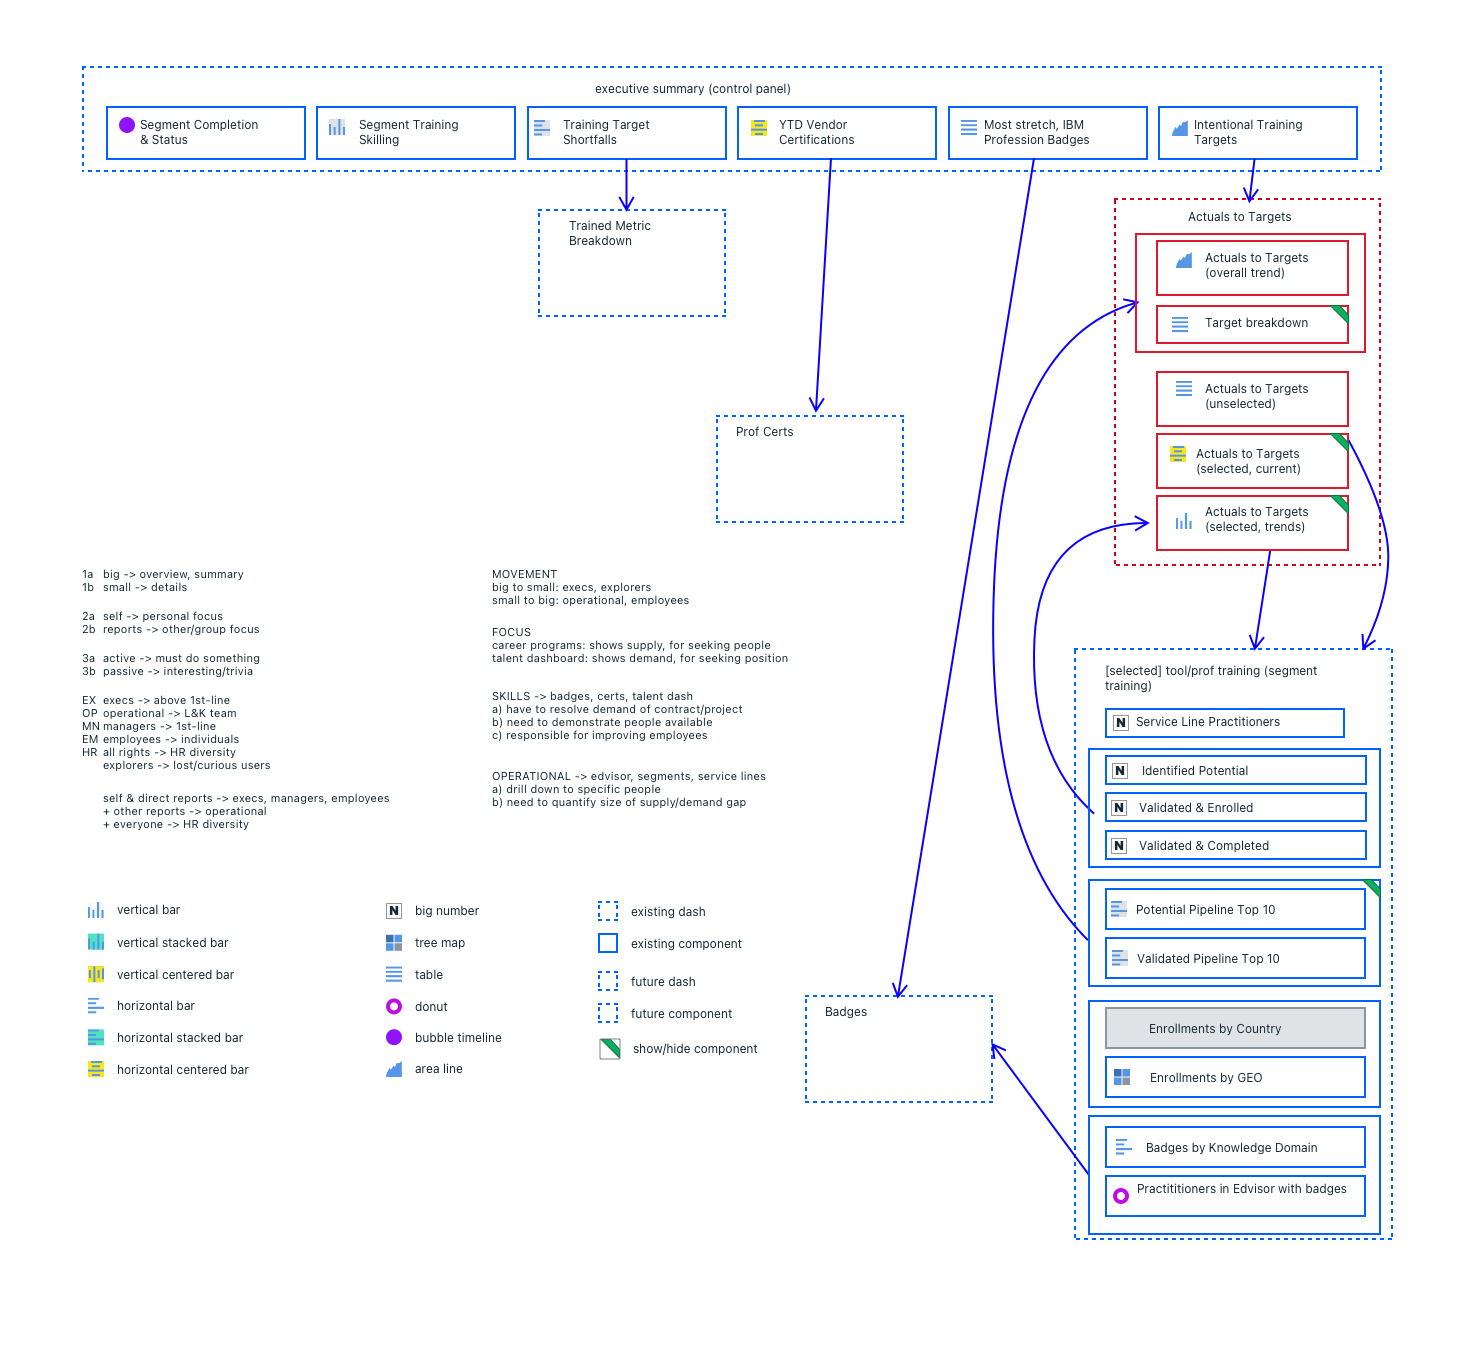 executive summary (control panel)
Segment Completion
& Status
Segment Training
Skilling
Training Target
Shortfalls
YTD Vendor
Certifications
Most stretch, IBM
Profession Badges
Intentional Training
Targets
Trained Metric
Breakdown
Actuals to Targets
Actuals to Targets
(overall trend)
Target breakdown
Actuals to Targets
(unselected)
Prof Certs
Actuals to Targets
(selected, current)
Actuals to Targets
(selected, trends)
1a big -> overview, summary
1b small -> details
2a self -> personal focus
2b reports -> other/group focus
3a active -> must do something
3b passive -> interesting/trivia
EX execs -> above 1st-line
OP operational -> L&K team
MN managers -> 1st-line
EM employees -> individuals
HR all rights -> HR diversity
explorers -> lost/curious users
self & direct reports -> execs, managers, employees
+ other reports -> operational
+ everyone -> HR diversity
MOVEMENT
big to small: execs, explorers
small to big: operational, employees
FOCUS
career programs: shows supply, for seeking people
talent dashboard: shows demand, for seeking position
SKILLS -> badges, certs, talent dash
a) have to resolve demand of contract/project
b) need to demonstrate people available
c) responsible for improving employees
OPERATIONAL -> edvisor, segments, service lines
a) drill down to specific people
b) need to quantify size of supply/demand gap
[selected] tool/prof training (segment
training)
N Service Line Practitioners
N Identified Potential
N Validated & Enrolled
N Validated & Completed
Potential Pipeline Top 10
Validated Pipeline Top 10
Enrollments by Country
Enrollments by GEO
Badges by Knowledge Domain
Practititioners in Edvisor with badges
vertical bar
vertical stacked bar
vertical centered bar
horizontal bar
horizontal stacked bar
horizontal centered bar
N big number
tree map
table
donut
bubble timeline
area line
existing dash
existing component
future dash
future component
show/hide component
Badges